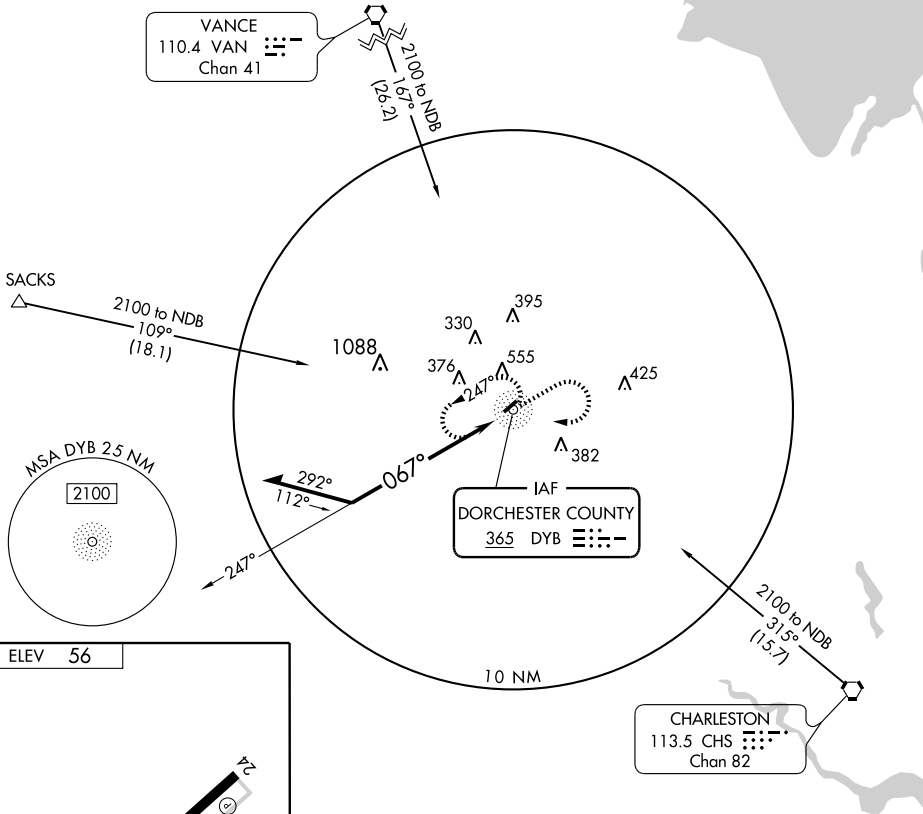 VANCE
110.4 VAN
Chan 41
2100 to NDB
167°
(26.2)
SACKS
2100 to NDB
109°
(18.1)
395
330
1088
376
555
425
247°
382
067°
292°
112°
247°
MSA DYB 25 NM
2100
IAF
DORCHESTER COUNTY
365 DYB
2100 to NDB
315°
(15.7)
10 NM
ELEV 56
CHARLESTON
113.5 CHS
Chan 82
24
P